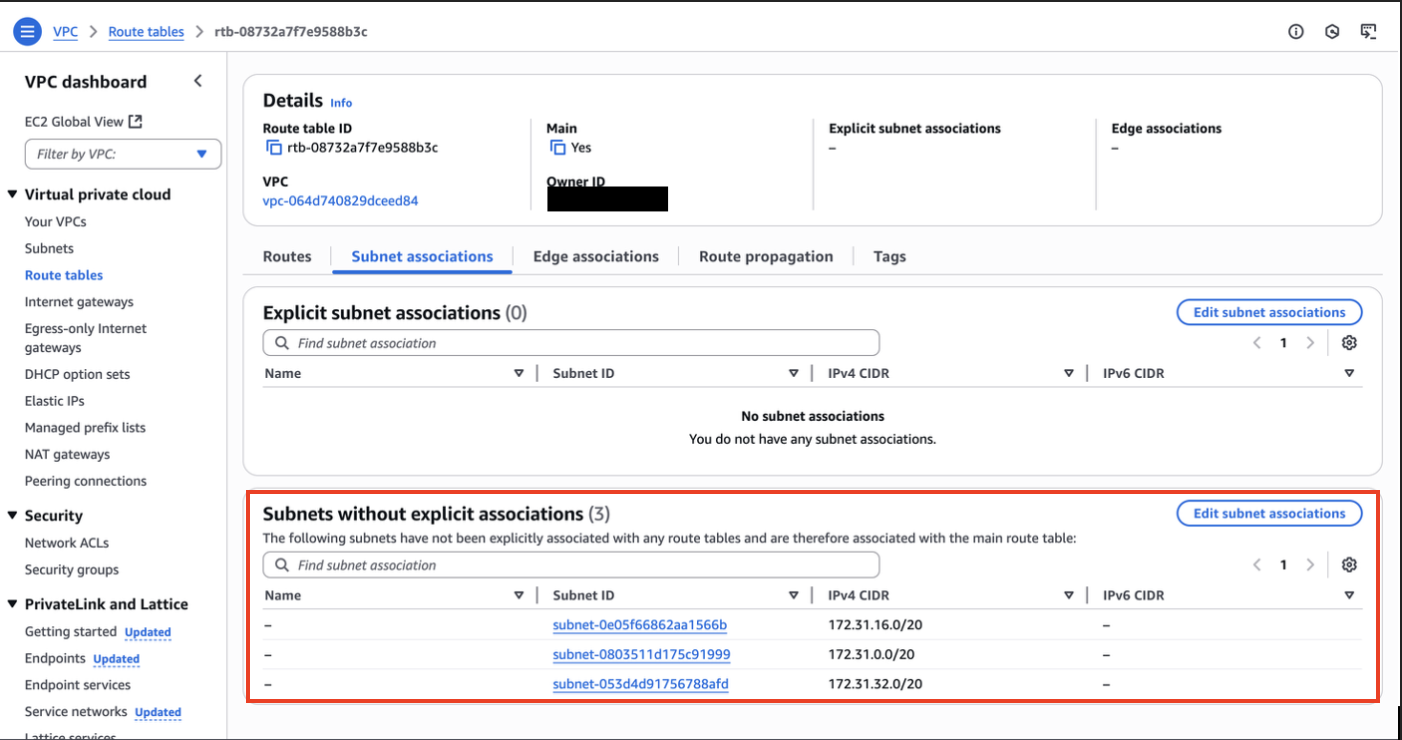 VPC > Route tables > rtb-08732a7f7e9588b3c
VPC dashboard
EC2 Global View
Filter by VPC:
Virtual private cloud
Your VPCs
Subnets
Route tables
Internet gateways
Egress-only Internet
gateways
DHCP option sets
Elastic IPs
Managed prefix lists
NAT gateways
Peering connections
Security
Network ACLs
Security groups
PrivateLink and Lattice
Getting started Updated
Endpoints Updated
Endpoint services
Service networks Updated
Lattice services
Details Info
Route table ID
rtb-08732a7f7e9588b3c
VPC
vpc-064d740829dceed84
Main
Yes
Owner ID
Explicit subnet associations
–
Edge associations
–
Routes Subnet associations Edge associations Route propagation Tags
Explicit subnet associations (0) Edit subnet associations
Find subnet association 1
Name Subnet ID IPv4 CIDR IPv6 CIDR
No subnet associations
You do not have any subnet associations.
Subnets without explicit associations (3) Edit subnet associations
The following subnets have not been explicitly associated with any route tables and are therefore associated with the main route table:
Find subnet association 1
Name Subnet ID IPv4 CIDR IPv6 CIDR
– subnet-0e05f66862aa1566b 172.31.16.0/20 –
– subnet-0803511d175c91999 172.31.0.0/20 –
– subnet-053d4d91756788afd 172.31.32.0/20 –